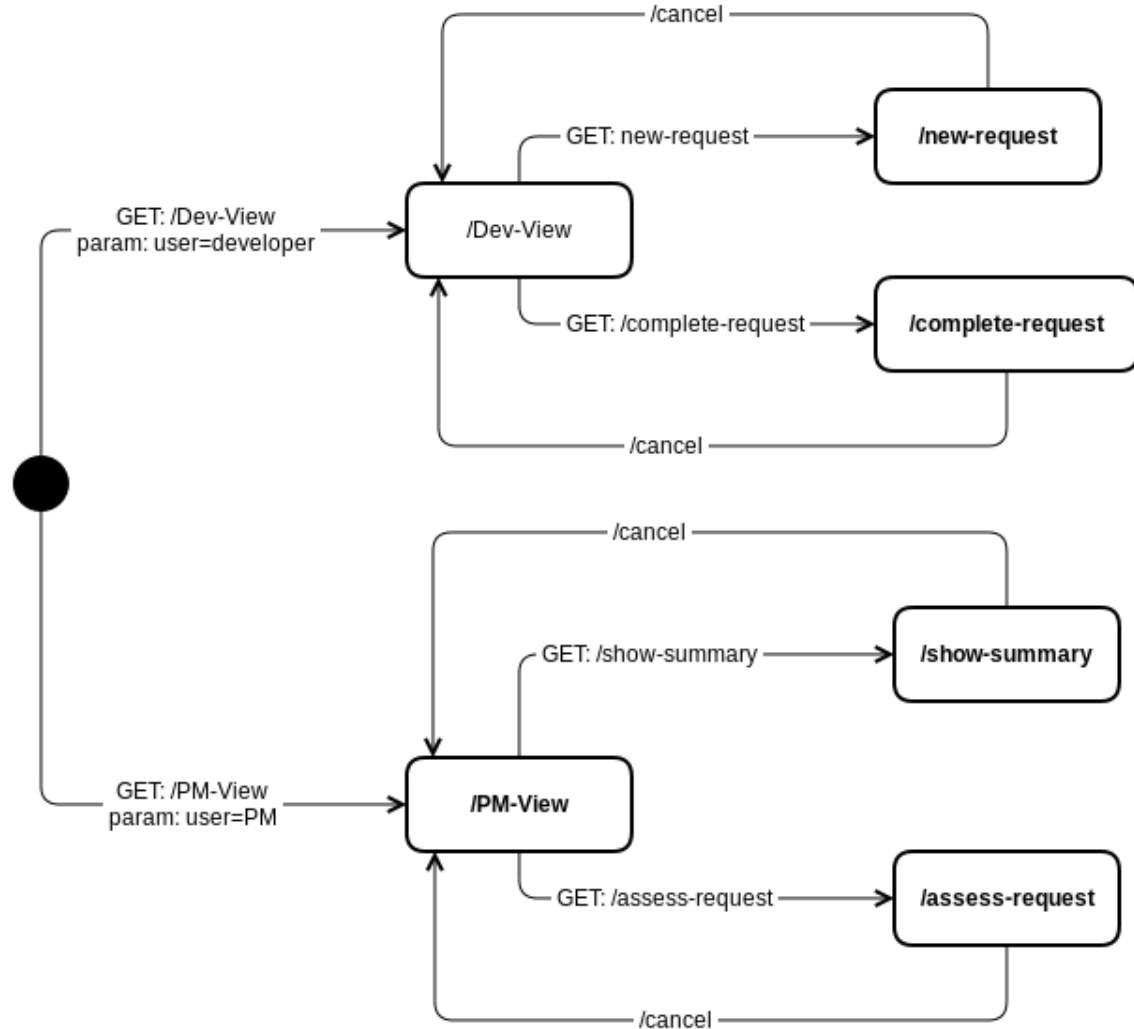 /cancel
GET: new-request
/new-request
GET: /Dev-View
param: user=developer
/Dev-View
GET: /complete-request
/complete-request
/cancel
/cancel
GET: /show-summary
/show-summary
GET: /PM-View
param: user=PM
/PM-View
GET: /assess-request
/assess-request
/cancel